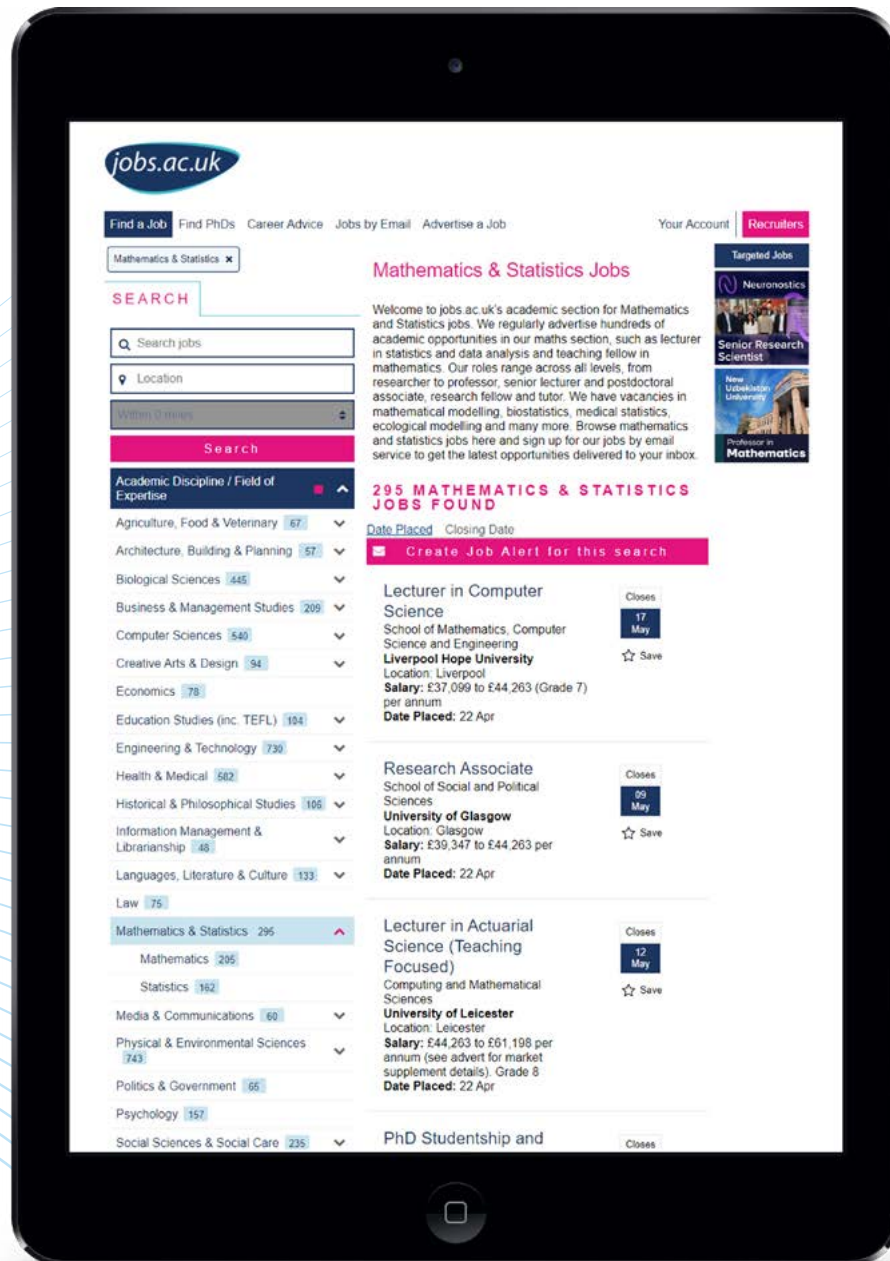 jobs.ac.uk
Find a Job Find PhDs Career Advice Jobs by Email Advertise a Job Your Account Recruiters
Mathematics & Statistics ×
SEARCH
Search jobs
Location
Within 0 miles
Search
Academic Discipline / Field of
Expertise
Agriculture, Food & Veterinary 67
Architecture, Building & Planning 57
Biological Sciences 445
Business & Management Studies 209
Computer Sciences 540
Creative Arts & Design 94
Economics 78
Education Studies (inc. TEFL) 104
Engineering & Technology 730
Health & Medical 682
Historical & Philosophical Studies 106
Information Management &
Librarianship 48
Languages, Literature & Culture 133
Law 75
Mathematics & Statistics 295
Mathematics 205
Statistics 162
Media & Communications 60
Physical & Environmental Sciences
743
Politics & Government 65
Psychology 157
Social Sciences & Social Care 235
Mathematics & Statistics Jobs
Welcome to jobs.ac.uk's academic section for Mathematics
and Statistics jobs. We regularly advertise hundreds of
academic opportunities in our maths section, such as lecturer
in statistics and data analysis and teaching fellow in
mathematics. Our roles range across all levels, from
researcher to professor, senior lecturer and postdoctoral
associate, research fellow and tutor. We have vacancies in
mathematical modelling, biostatistics, medical statistics,
ecological modelling and many more. Browse mathematics
and statistics jobs here and sign up for our jobs by email
service to get the latest opportunities delivered to your inbox.
295 MATHEMATICS & STATISTICS
JOBS FOUND
Date Placed Closing Date
Create Job Alert for this search
Lecturer in Computer
Science
School of Mathematics, Computer
Science and Engineering
Liverpool Hope University
Location: Liverpool
Salary: £37,099 to £44,263 (Grade 7)
per annum
Date Placed: 22 Apr
Closes
17
May
Save
Research Associate
School of Social and Political
Sciences
University of Glasgow
Location: Glasgow
Salary: £39,347 to £44,263 per
annum
Date Placed: 22 Apr
Closes
09
May
Save
Lecturer in Actuarial
Science (Teaching
Focused)
Computing and Mathematical
Sciences
University of Leicester
Location: Leicester
Salary: £44,263 to £61,198 per
annum (see advert for market
supplement details). Grade 8
Date Placed: 22 Apr
Closes
12
May
Save
PhD Studentship and
Closes
Targeted Jobs
Neuronostics
Senior Research
Scientist
New
Uzbekistan
University
Professor in
Mathematics